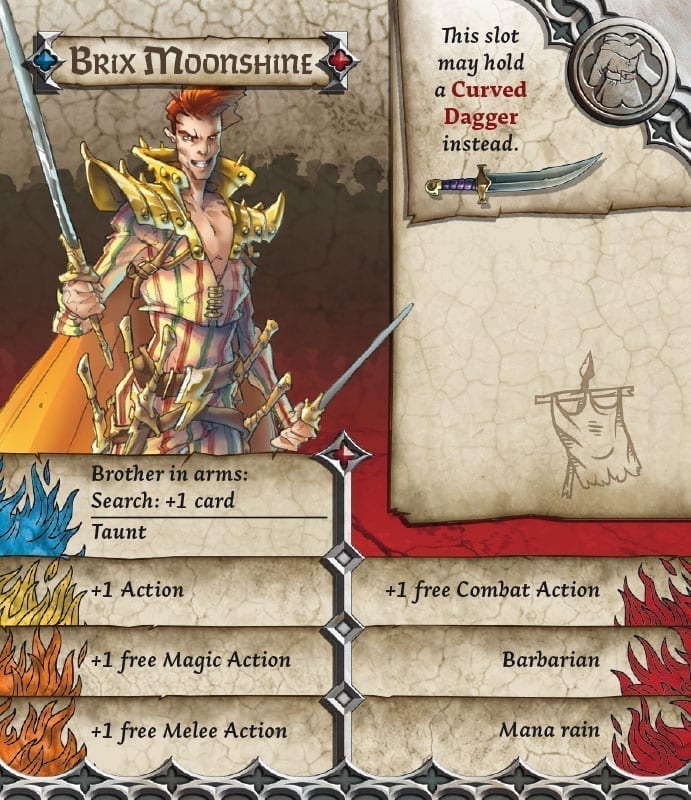 Brix Moonshine
This slot
may hold
a Curved
Dagger
instead.
Brother in arms:
Search: +1 card
Taunt
+1 Action
+1 free Magic Action
+1 free Melee Action
+1 free Combat Action
Barbarian
Mana rain